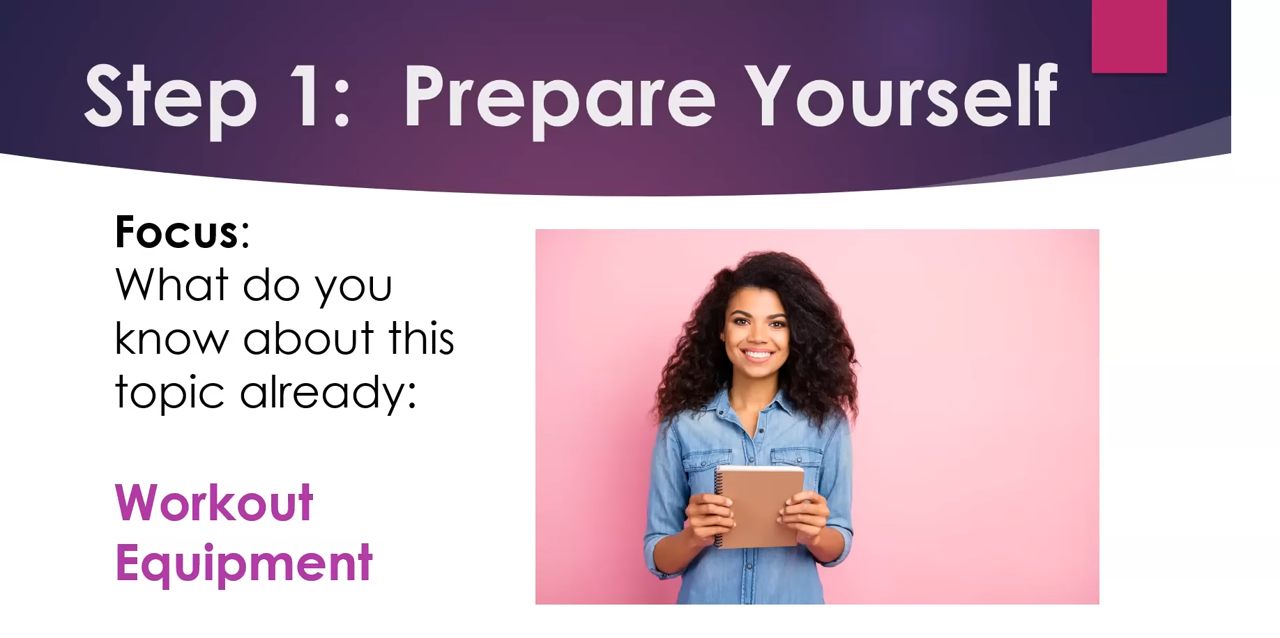 Step 1:  Prepare Yourself
Focus:
What do you
know about this
topic already:
Workout
Equipment